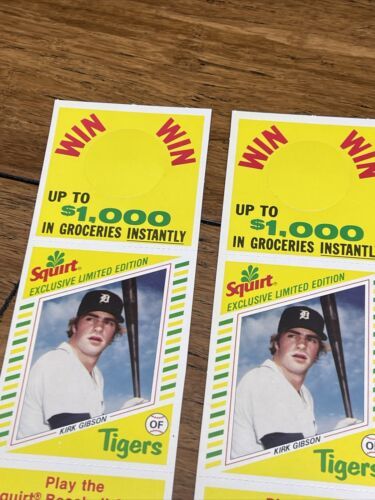 WIN WIN
UP TO
$1,000
IN GROCERIES INSTANTLY
Squirt®
EXCLUSIVE LIMITED EDITION
D
KIRK GIBSON
OF
Tigers
Play the
WIN WIN
UP TO
$1,000
IN GROCERIES INSTANTL
Squirt®
EXCLUSIVE LIMITED EDITION
D
KIRK GIBSON
OF
Tigers